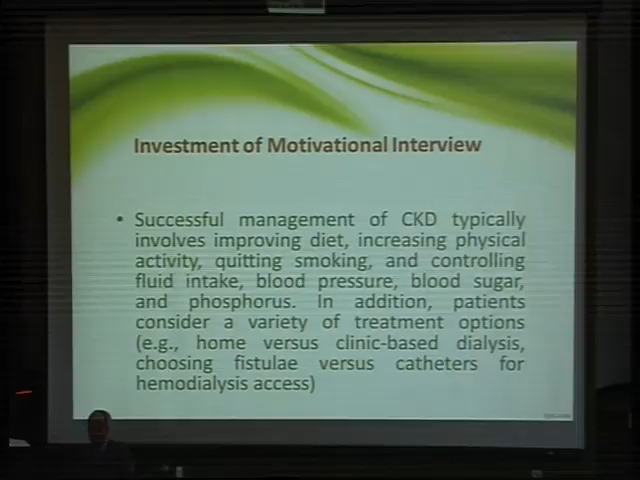 Investment of Motivational Interview
• Successful management of CKD typically
involves improving diet, increasing physical
activity, quitting smoking, and controlling
fluid intake, blood pressure, blood sugar,
and phosphorus. In addition, patients
consider a variety of treatment options
(e.g., home versus clinic-based dialysis,
choosing fistulae versus catheters for
hemodialysis access)